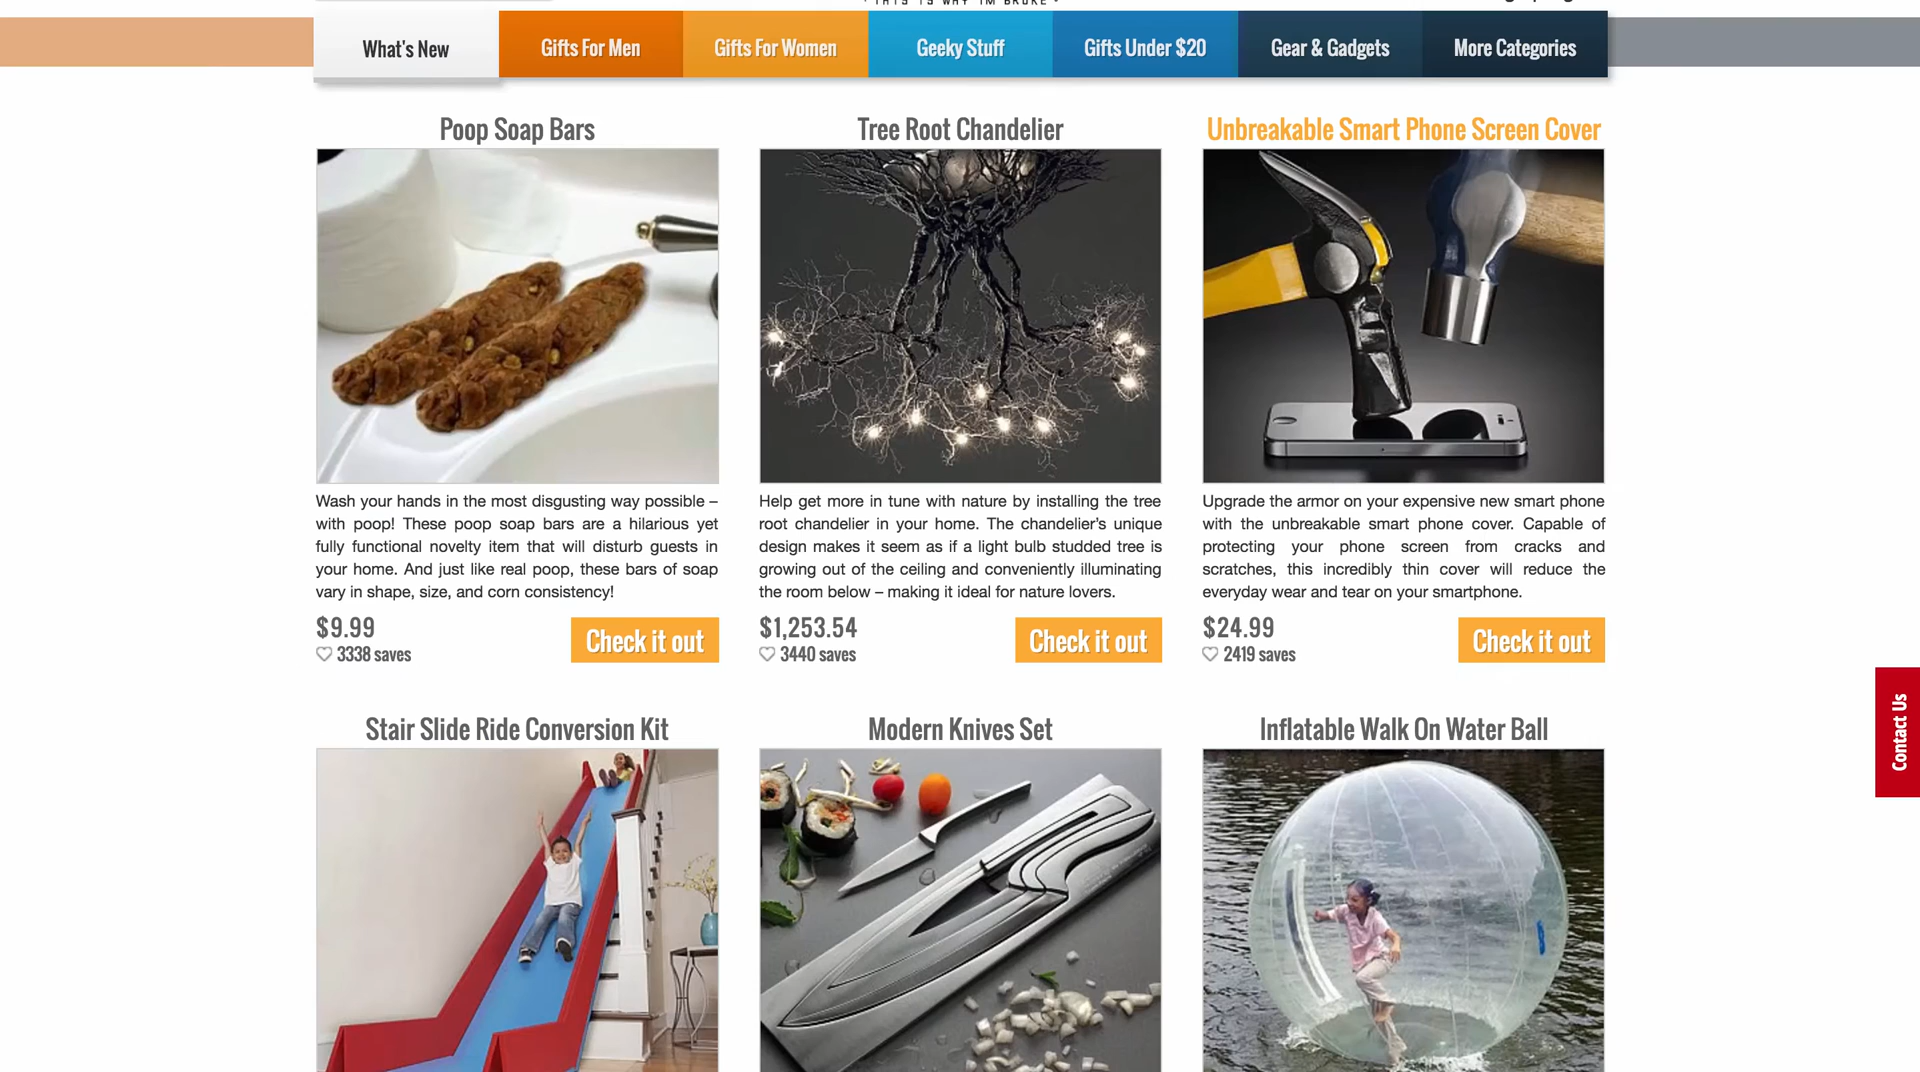 THIS IS WHY I'M BROKE
What's New
Gifts For Men
Gifts For Women
Geeky Stuff
Gifts Under $20
Gear & Gadgets
More Categories
Poop Soap Bars
Wash your hands in the most disgusting way possible –
with poop! These poop soap bars are a hilarious yet
fully functional novelty item that will disturb guests in
your home. And just like real poop, these bars of soap
vary in shape, size, and corn consistency!
$9.99
3338 saves
Check it out
Tree Root Chandelier
Help get more in tune with nature by installing the tree
root chandelier in your home. The chandelier's unique
design makes it seem as if a light bulb studded tree is
growing out of the ceiling and conveniently illuminating
the room below – making it ideal for nature lovers.
$1,253.54
3440 saves
Check it out
Unbreakable Smart Phone Screen Cover
Upgrade the armor on your expensive new smart phone
with the unbreakable smart phone cover. Capable of
protecting your phone screen from cracks and
scratches, this incredibly thin cover will reduce the
everyday wear and tear on your smartphone.
$24.99
2419 saves
Check it out
Stair Slide Ride Conversion Kit
Modern Knives Set
Inflatable Walk On Water Ball
Contact Us